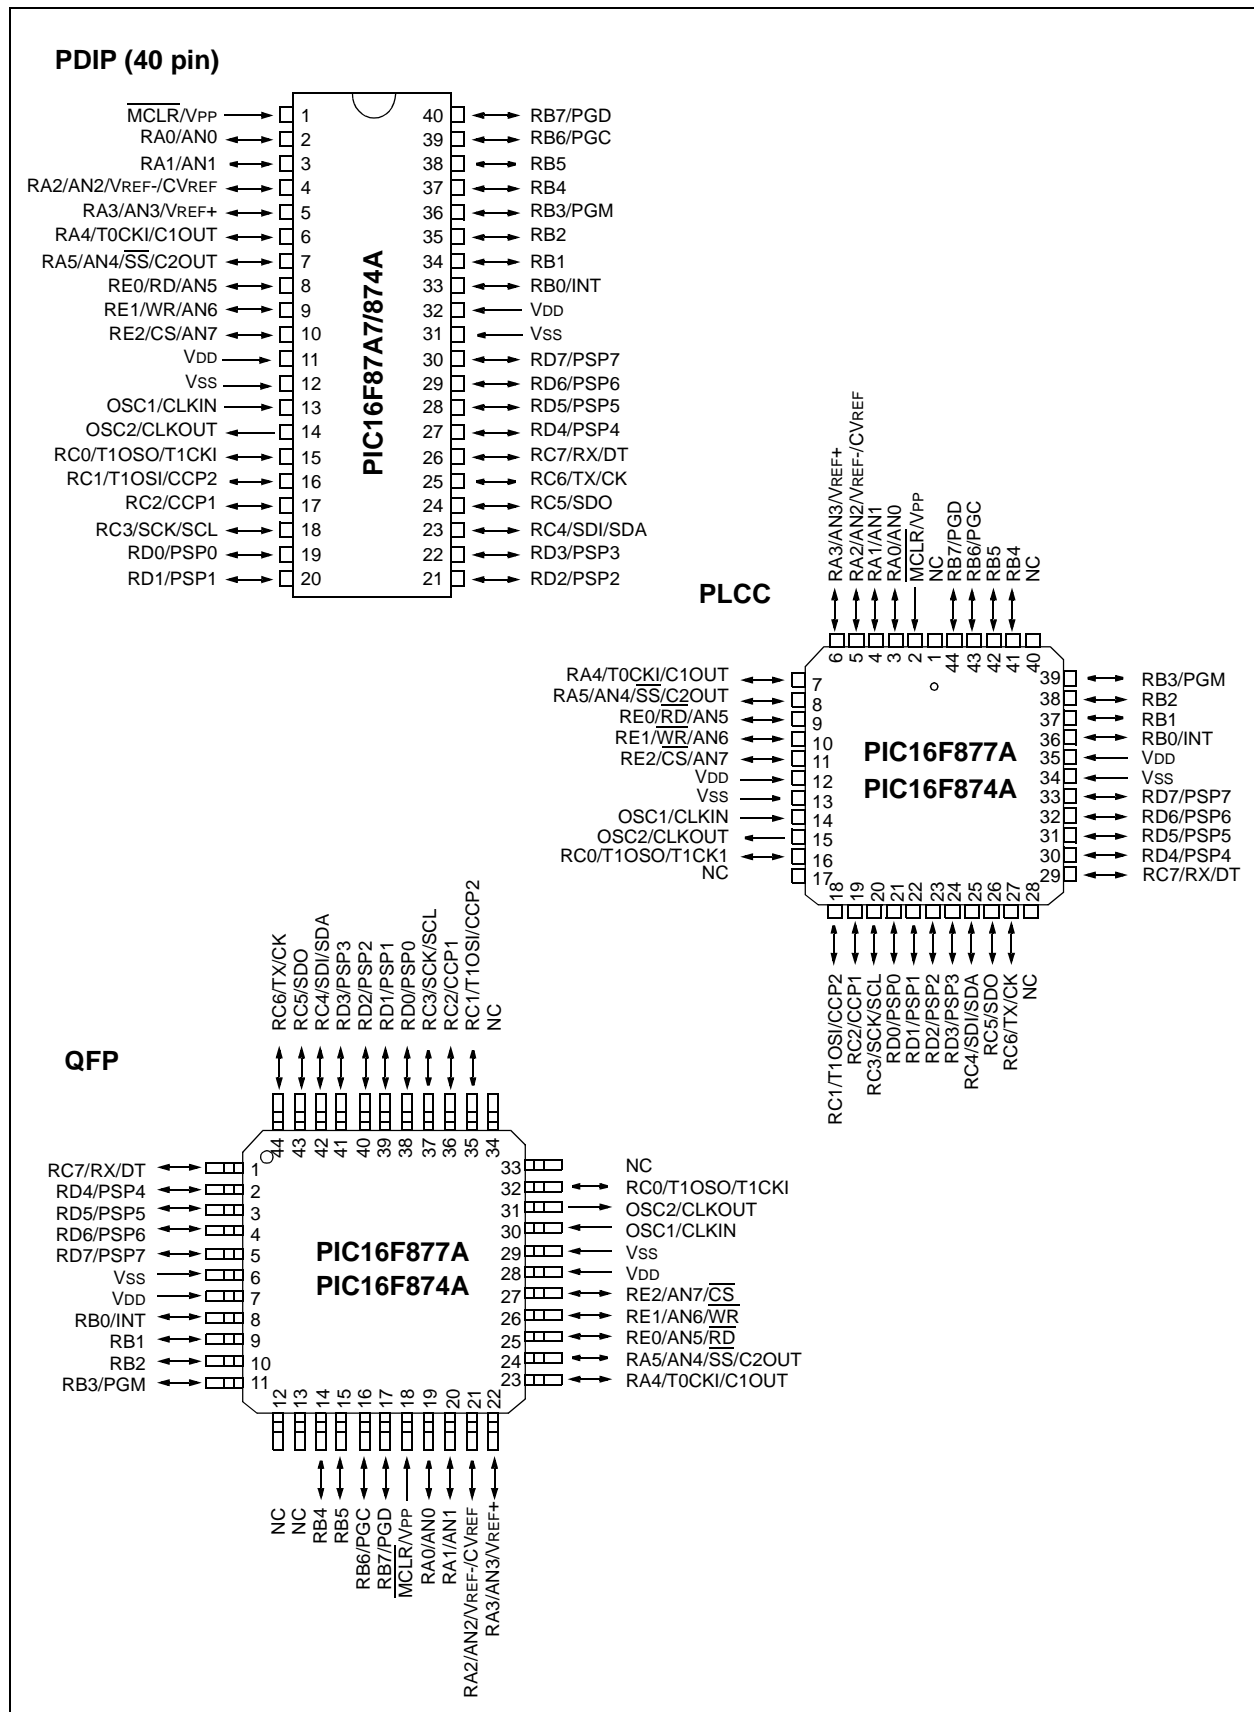 PDIP (40 pin)
MCLR/VPP 1 40 RB7/PGD
RA0/AN0 2 39 RB6/PGC
RA1/AN1 3 38 RB5
RA2/AN2/VREF-/CVREF 4 37 RB4
RA3/AN3/VREF+ 5 36 RB3/PGM
RA4/T0CKI/C1OUT 6 35 RB2
RA5/AN4/SS/C2OUT 7 34 RB1
RE0/RD/AN5 8 33 RB0/INT
RE1/WR/AN6 9 32 VDD
RE2/CS/AN7 10 31 VSS
VDD 11 30 RD7/PSP7
VSS 12 29 RD6/PSP6
OSC1/CLKIN 13 28 RD5/PSP5
OSC2/CLKOUT 14 27 RD4/PSP4
RC0/T1OSO/T1CKI 15 26 RC7/RX/DT
RC1/T1OSI/CCP2 16 25 RC6/TX/CK
RC2/CCP1 17 24 RC5/SDO
RC3/SCK/SCL 18 23 RC4/SDI/SDA
RD0/PSP0 19 22 RD3/PSP3
RD1/PSP1 20 21 RD2/PSP2
PIC16F87A7/874A
PLCC
RA3/AN3/VREF+ 6
RA2/AN2/VREF-/CVREF 5
RA1/AN1 4
RA0/AN0 3
MCLR/VPP 2
NC 1
RB7/PGD 44
RB6/PGC 43
RB5 42
RB4 41
NC 40
RA4/T0CKI/C1OUT 7
RA5/AN4/SS/C2OUT 8
RE0/RD/AN5 9
RE1/WR/AN6 10
RE2/CS/AN7 11
VDD 12
VSS 13
OSC1/CLKIN 14
OSC2/CLKOUT 15
RC0/T1OSO/T1CK1 16
NC 17
PIC16F877A
PIC16F874A
39 RB3/PGM
38 RB2
37 RB1
36 RB0/INT
35 VDD
34 VSS
33 RD7/PSP7
32 RD6/PSP6
31 RD5/PSP5
30 RD4/PSP4
29 RC7/RX/DT
18 RC1/T1OSI/CCP2
19 RC2/CCP1
20 RC3/SCK/SCL
21 RD0/PSP0
22 RD1/PSP1
23 RD2/PSP2
24 RD3/PSP3
25 RC4/SDI/SDA
26 RC5/SDO
27 RC6/TX/CK
28 NC
QFP
RC6/TX/CK 44
RC5/SDO 43
RC4/SDI/SDA 42
RD3/PSP3 41
RD2/PSP2 40
RD1/PSP1 39
RD0/PSP0 38
RC3/SCK/SCL 37
RC2/CCP1 36
RC1/T1OSI/CCP2 35
NC 34
RC7/RX/DT 1
RD4/PSP4 2
RD5/PSP5 3
RD6/PSP6 4
RD7/PSP7 5
VSS 6
VDD 7
RB0/INT 8
RB1 9
RB2 10
RB3/PGM 11
PIC16F877A
PIC16F874A
33 NC
32 RC0/T1OSO/T1CKI
31 OSC2/CLKOUT
30 OSC1/CLKIN
29 VSS
28 VDD
27 RE2/AN7/CS
26 RE1/AN6/WR
25 RE0/AN5/RD
24 RA5/AN4/SS/C2OUT
23 RA4/T0CKI/C1OUT
12 NC
13 NC
14 RB4
15 RB5
16 RB6/PGC
17 RB7/PGD
18 MCLR/VPP
19 RA0/AN0
20 RA1/AN1
21 RA2/AN2/VREF-/CVREF
22 RA3/AN3/VREF+